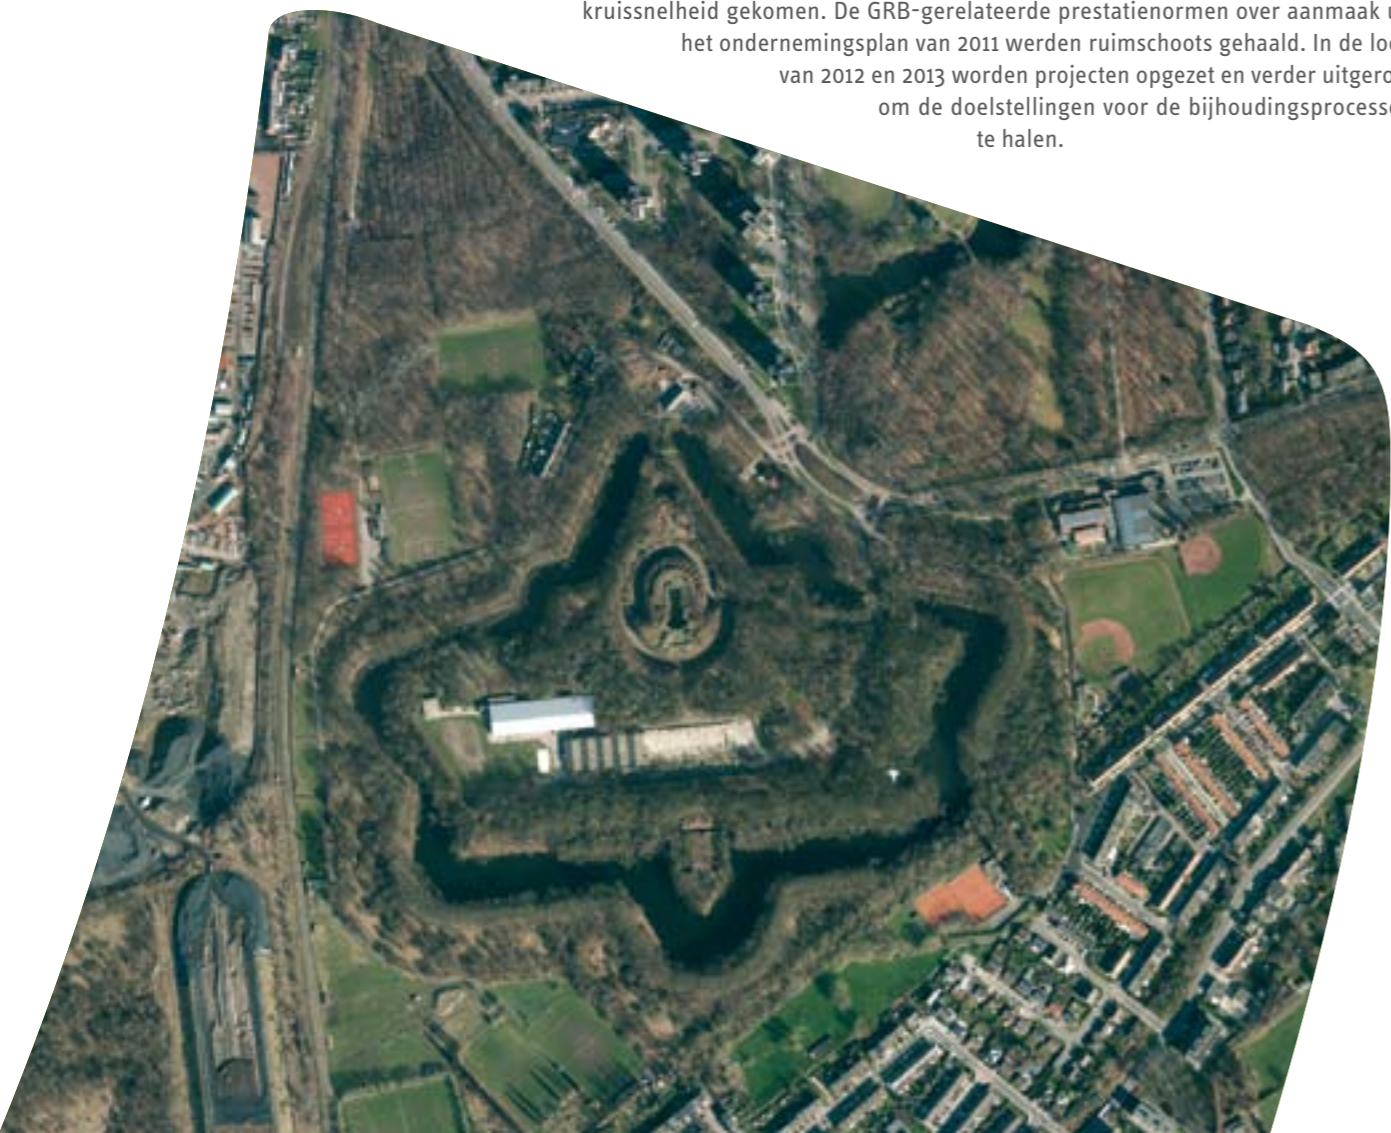 kruissnelheid gekomen. De GRB-gerelateerde prestatienormen over aanmaak
het ondernemingsplan van 2011 werden ruimschoots gehaald. In de
van 2012 en 2013 worden projecten opgezet en verder
om de doelstellingen voor de
te halen.